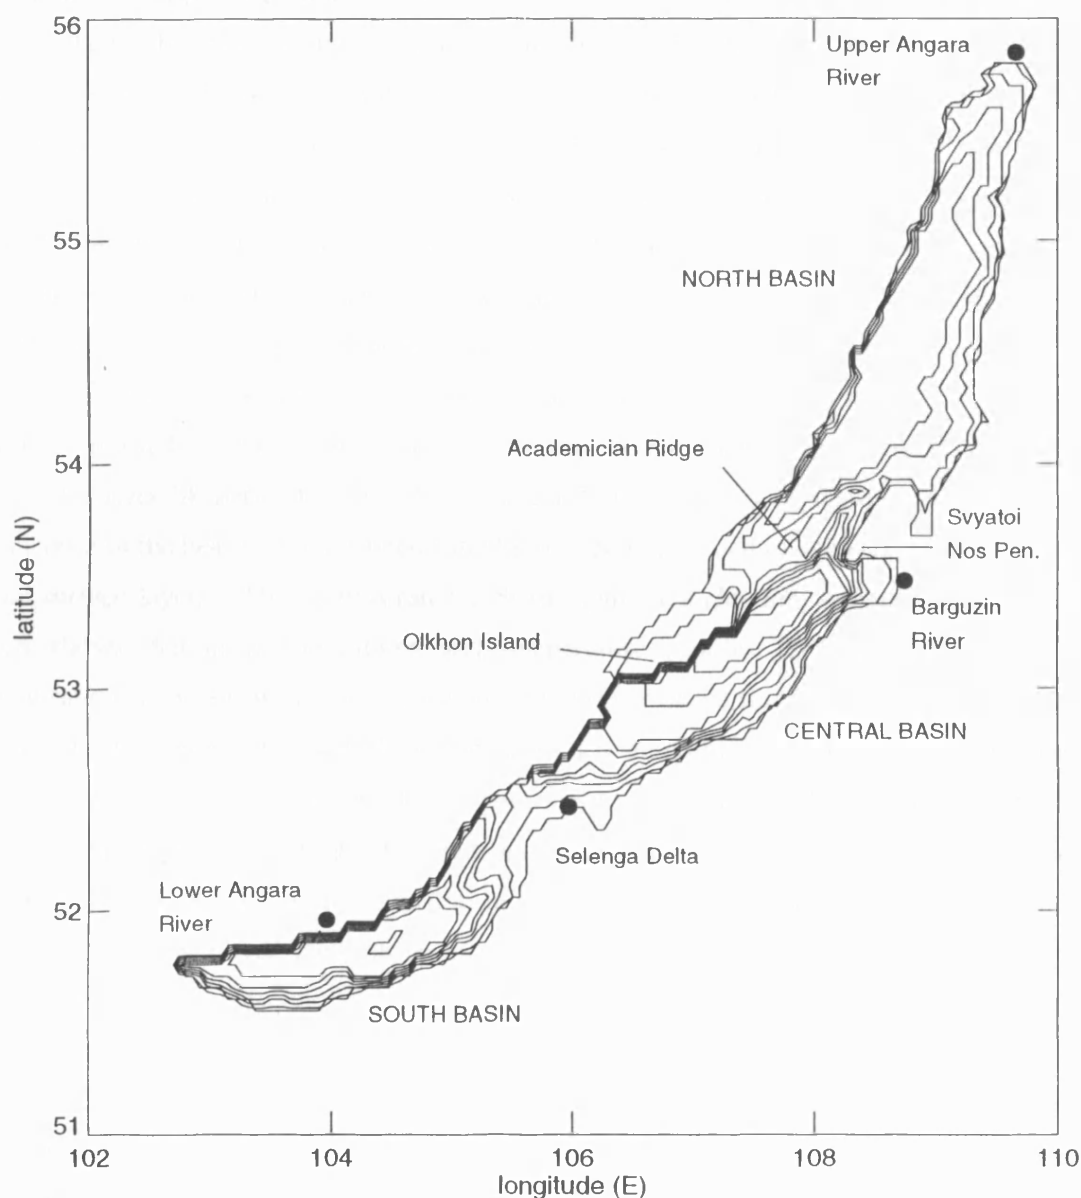 56
Upper Angara
River
55
NORTH BASIN
Academician Ridge
54
Svyatoi
Nos Pen.
latitude (N)
Barguzin
River
Olkhon Island
53
CENTRAL BASIN
Selenga Delta
Lower Angara
River
52
SOUTH BASIN
51
102
104
106
108
110
longitude (E)